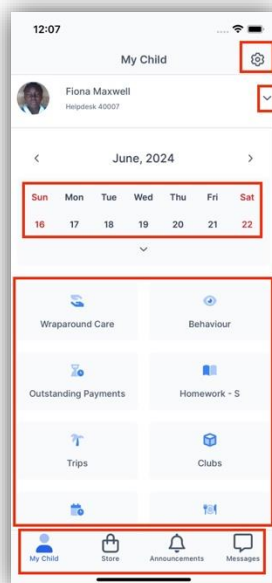 12:07
My Child
Fiona Maxwell
Helpdesk 40007
June, 2024
Sun Mon Tue Wed Thu Fri Sat
16 17 18 19 20 21 22
Wraparound Care Behaviour
Outstanding Payments Homework - S
Trips Clubs
My Child Store Announcements Messages